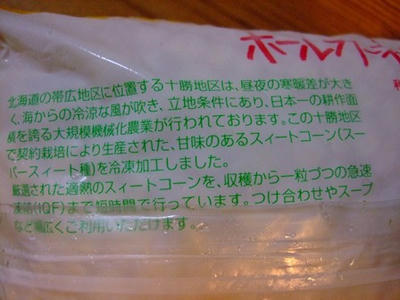 ホールカーネ
北海道の帯広地区に位置する十勝地区は、昼夜の寒暖差が大き
く、海からの冷涼な風が吹き、立地条件にあり、日本一の耕作面
積を誇る大規模機械化農業が行われております。この十勝地区
で契約栽培により生産された、甘味のあるスィートコーン(スー
パースィート種)を冷凍加工しました。
厳選された適熟のスィートコーンを、収穫から一粒づつの急速
凍結(IQF)まで短時間で行っています。つけ合わせやスープ
など幅広くご利用いただけます。